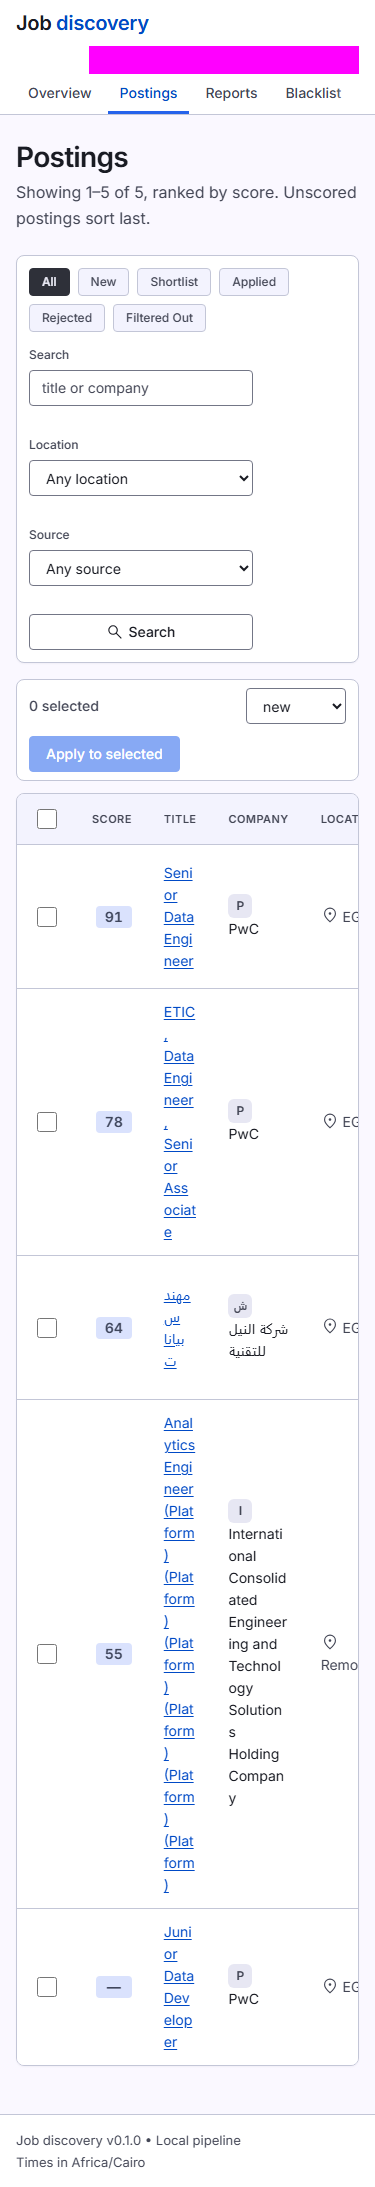 Job discovery
Overview Postings Reports Blacklist
Postings
Showing 1–5 of 5, ranked by score. Unscored
postings sort last.
All New Shortlist Applied
Rejected Filtered Out
Search
title or company
Location
Any location
Source
Any source
Search
0 selected new
Apply to selected
SCORE TITLE COMPANY LOCAT
91
Seni
or
Data
Engi
neer
P
PwC
EG
78
ETIC
,
Data
Engi
neer
,
Seni
or
Ass
ociat
e
P
PwC
EG
64
مهند
س
بيانا
ت
ش
شركة النيل
للتقنية
EG
55
Anal
ytics
Engi
neer
(Plat
form
)
(Plat
form
)
(Plat
form
)
(Plat
form
)
(Plat
form
)
(Plat
form
)
I
Internati
onal
Consolid
ated
Engineer
ing and
Technol
ogy
Solution
s
Holding
Compan
y
Remo
—
Juni
or
Data
Dev
elop
er
P
PwC
EG
Job discovery v0.1.0 • Local pipeline
Times in Africa/Cairo